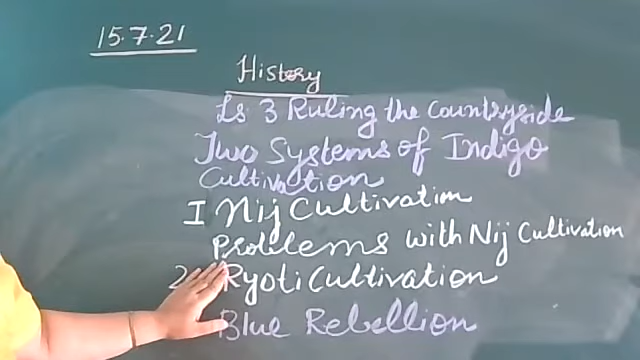 15.7.21
History
Ls 3 Ruling the Countryside
Two Systems of Indigo
Cultivation
I Nij Cultivation
Problems with Nij Cultivation
2 Ryoti Cultivation
Blue Rebellion